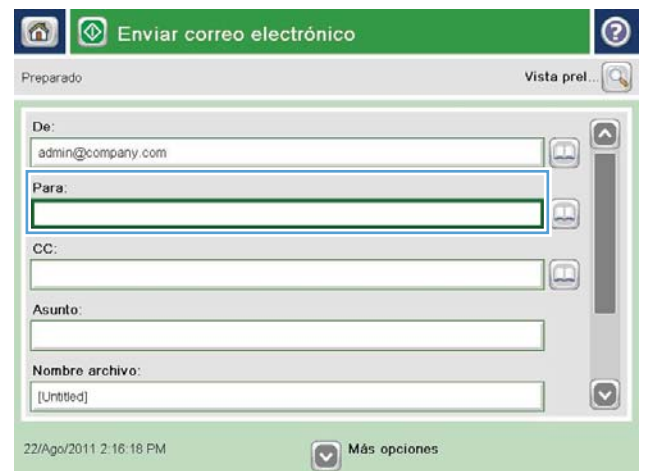 Enviar correo electrónico
?
Preparado
Vista prel...
De:
admin@company.com
Para:
CC:
Asunto:
Nombre archivo:
[Untitled]
22/Ago/2011 2:16:18 PM
Más opciones